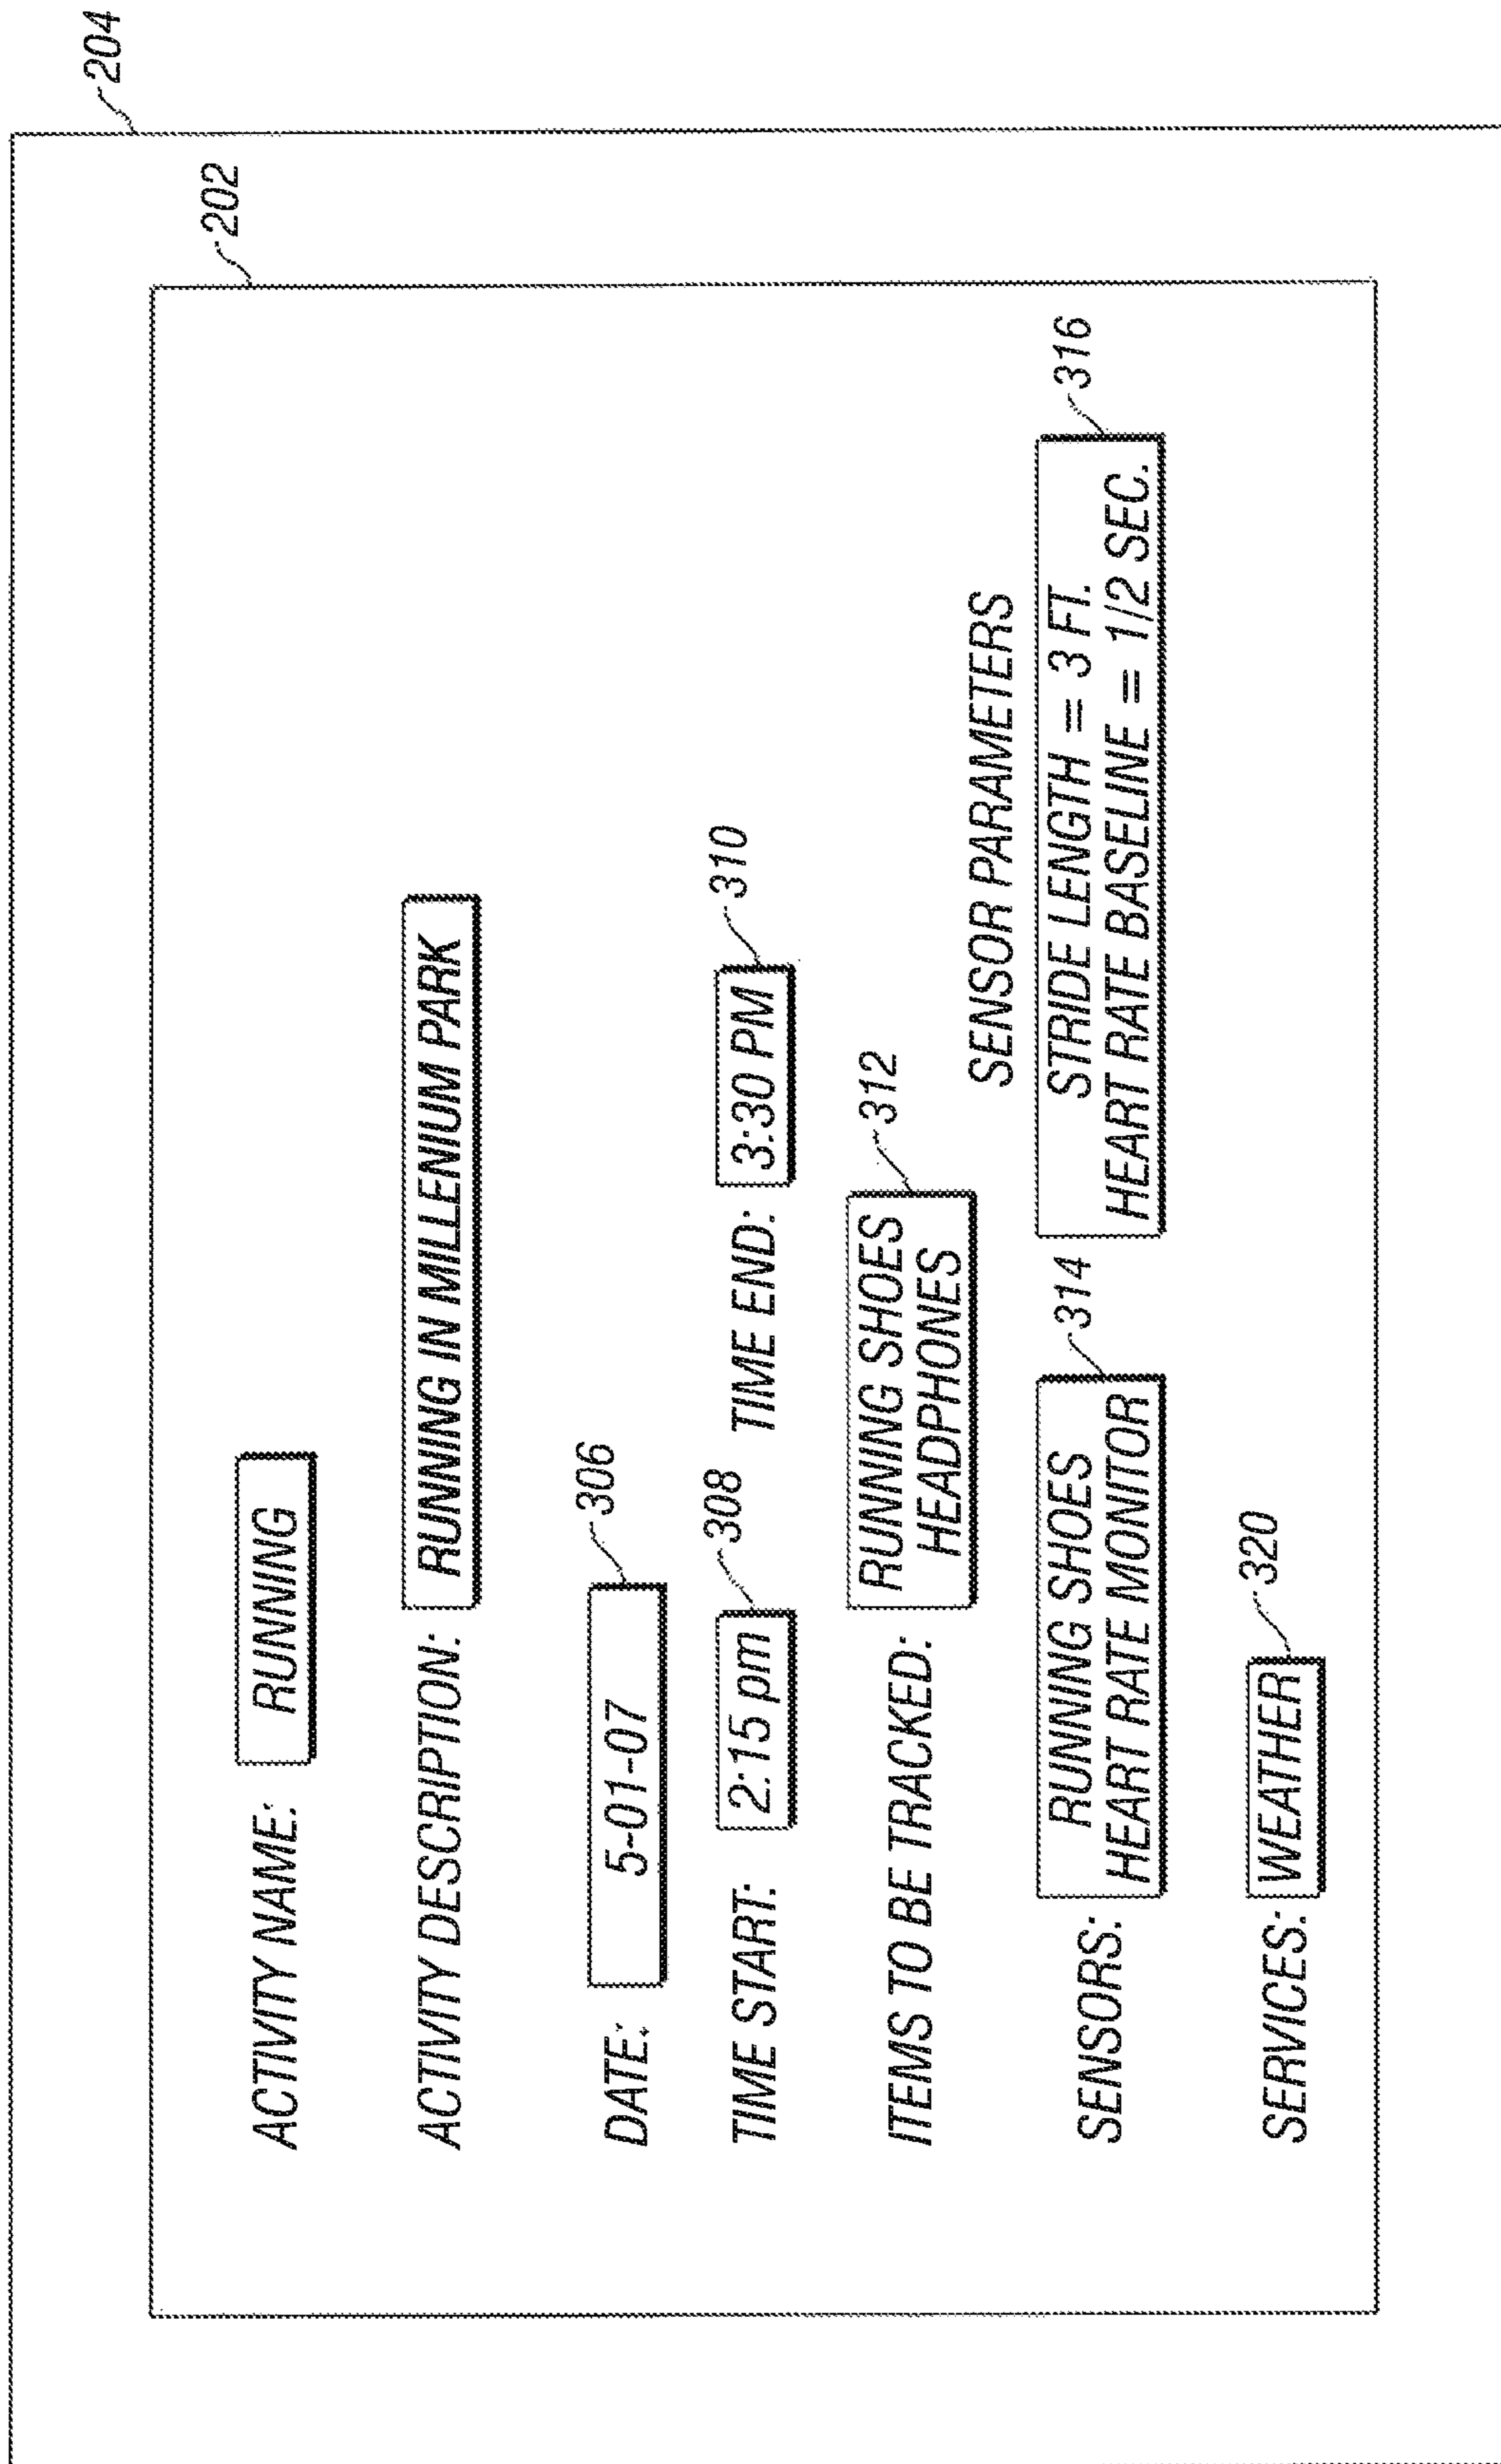 204
202
ACTIVITY NAME: RUNNING
ACTIVITY DESCRIPTION: RUNNING IN MILLENIUM PARK
306
DATE: 5-01-07
308 310
TIME START: 2:15 pm TIME END: 3:30 PM
312
ITEMS TO BE TRACKED: RUNNING SHOES
HEADPHONES
SENSOR PARAMETERS
314 316
SENSORS: RUNNING SHOES STRIDE LENGTH = 3 FT.
HEART RATE MONITOR HEART RATE BASELINE = 1/2 SEC.
320
SERVICES: WEATHER